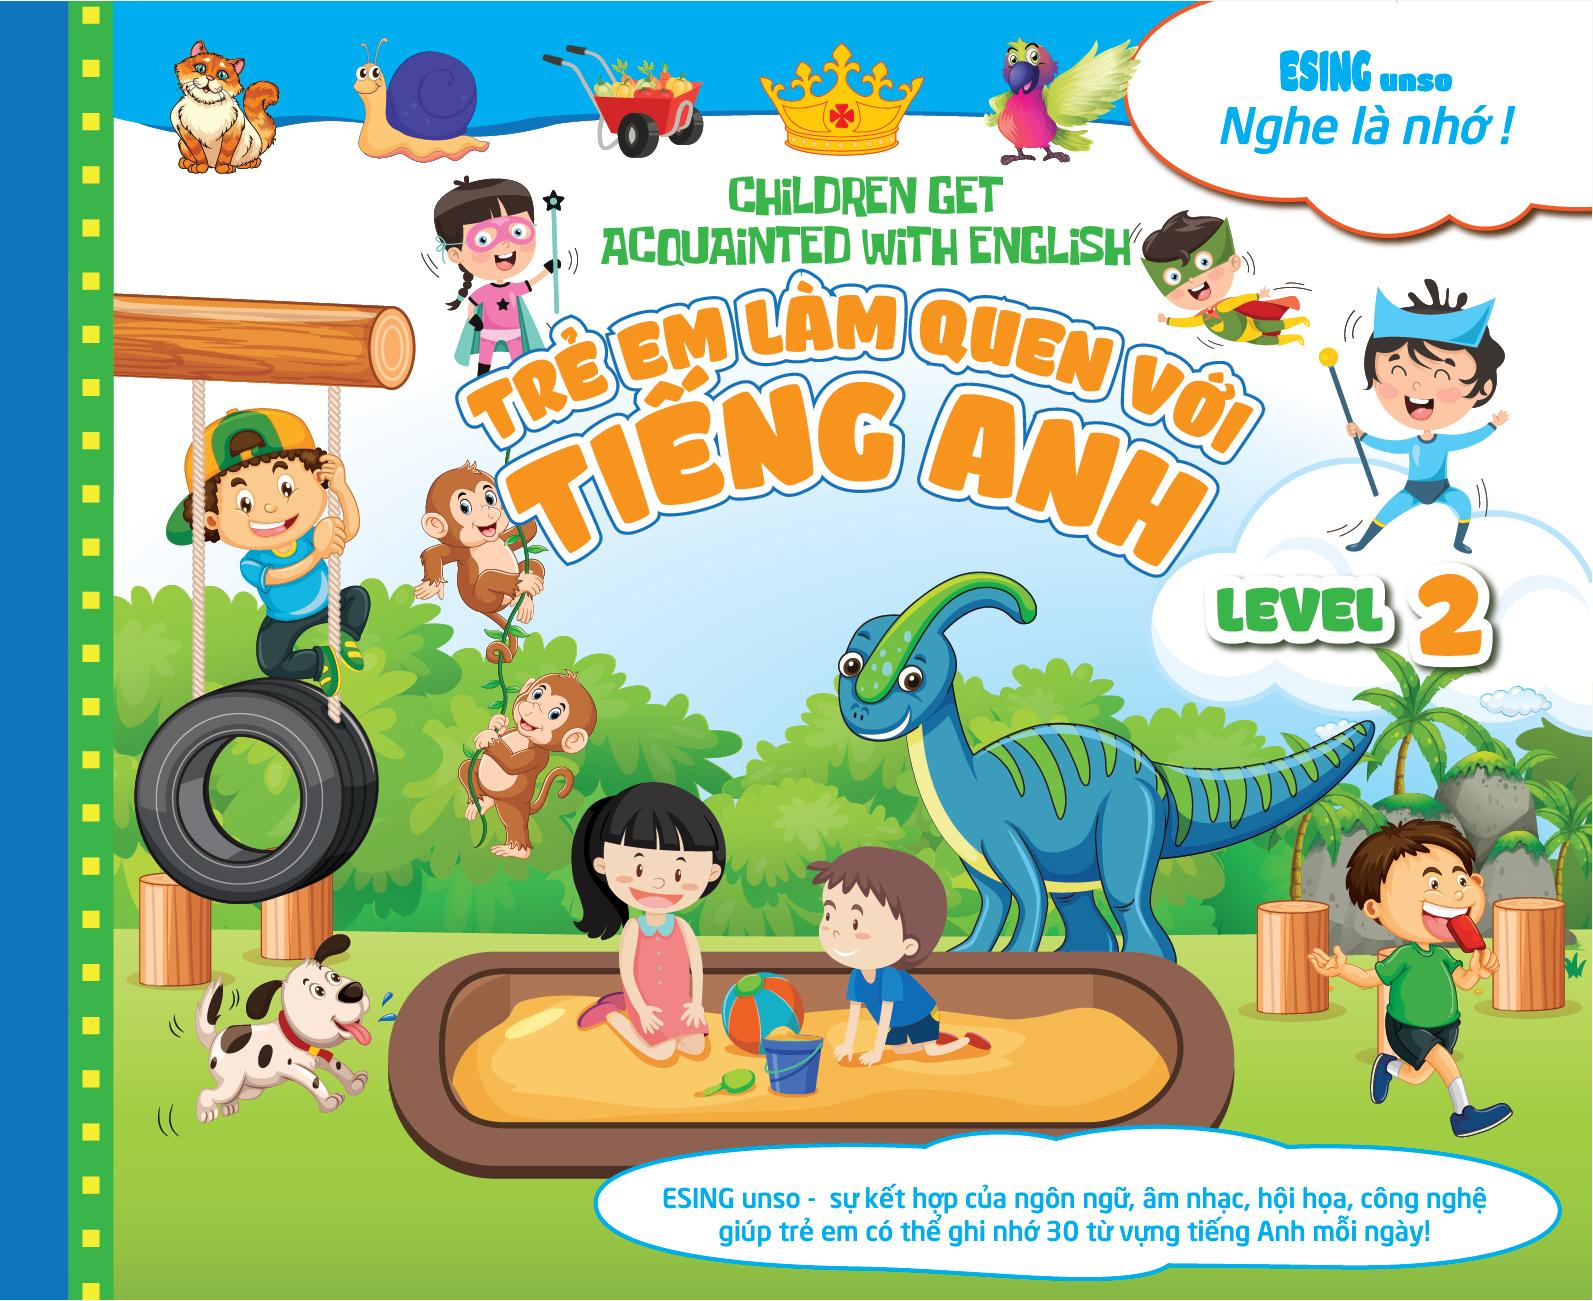 ESING unso
Nghe là nhớ !
CHiLDREN GET
ACQUAiNTED WiTH ENGLiSH
TRẺ EM LÀM QUEN VỚI
TIẾNG ANH
LEVEL 2
ESING unso - sự kết hợp của ngôn ngữ, âm nhạc, hội họa, công nghệ
giúp trẻ em có thể ghi nhớ 30 từ vựng tiếng Anh mỗi ngày!